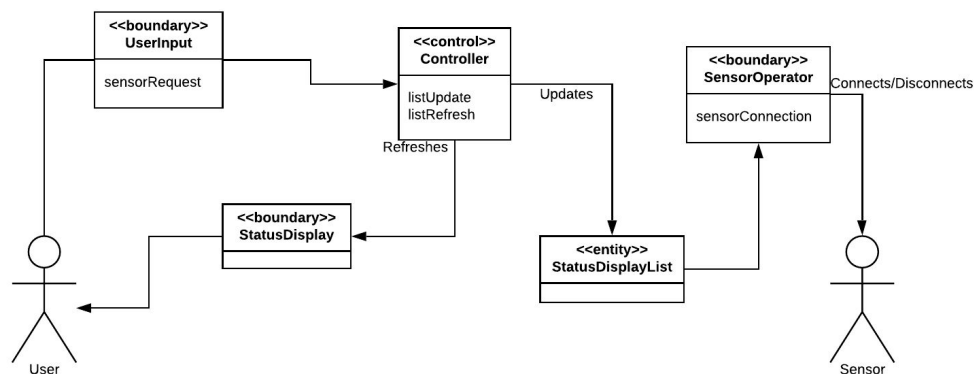 <<boundary>>
UserInput
sensorRequest
<<control>>
Controller
listUpdate
listRefresh
Updates
Refreshes
<<boundary>>
SensorOperator
sensorConnection
Connects/Disconnects
<<boundary>>
StatusDisplay
<<entity>>
StatusDisplayList
User
Sensor